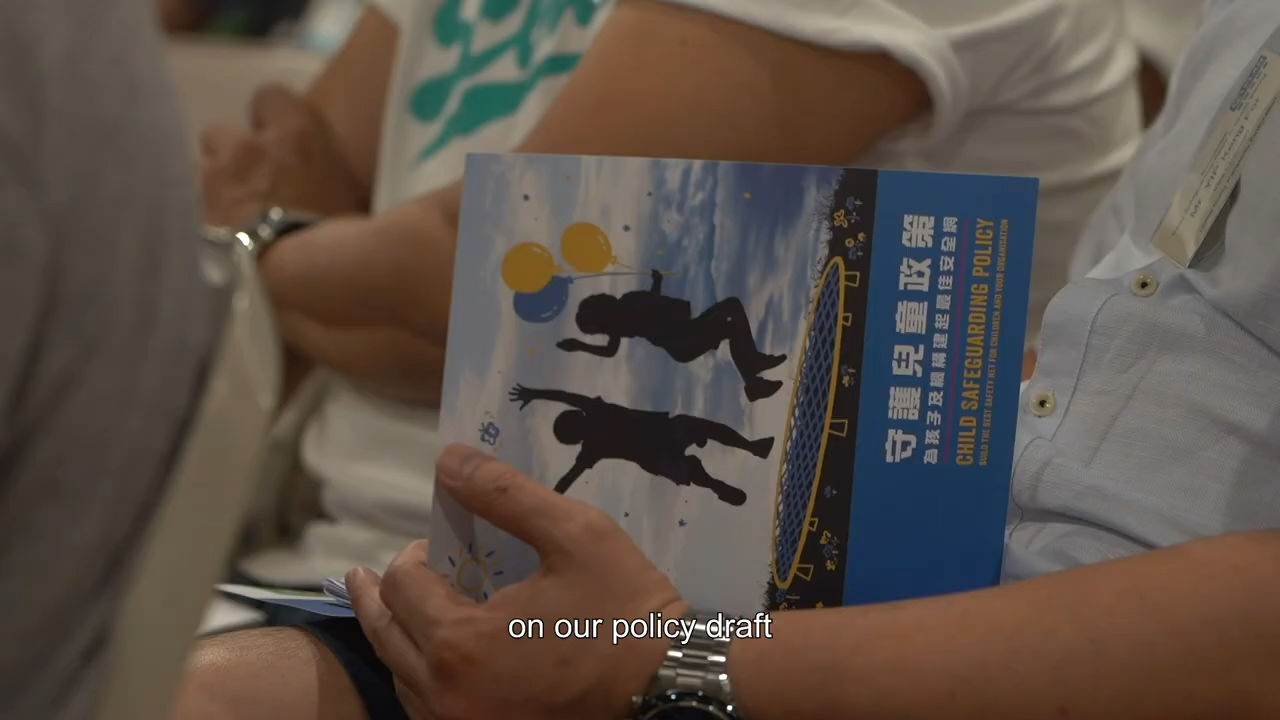 守護兒童政策
為孩子及機構建起最佳安全網
CHILD SAFEGUARDING POLICY
BUILD THE BEST SAFETY NET FOR CHILDREN AND YOUR ORGANISATION
on our policy draft